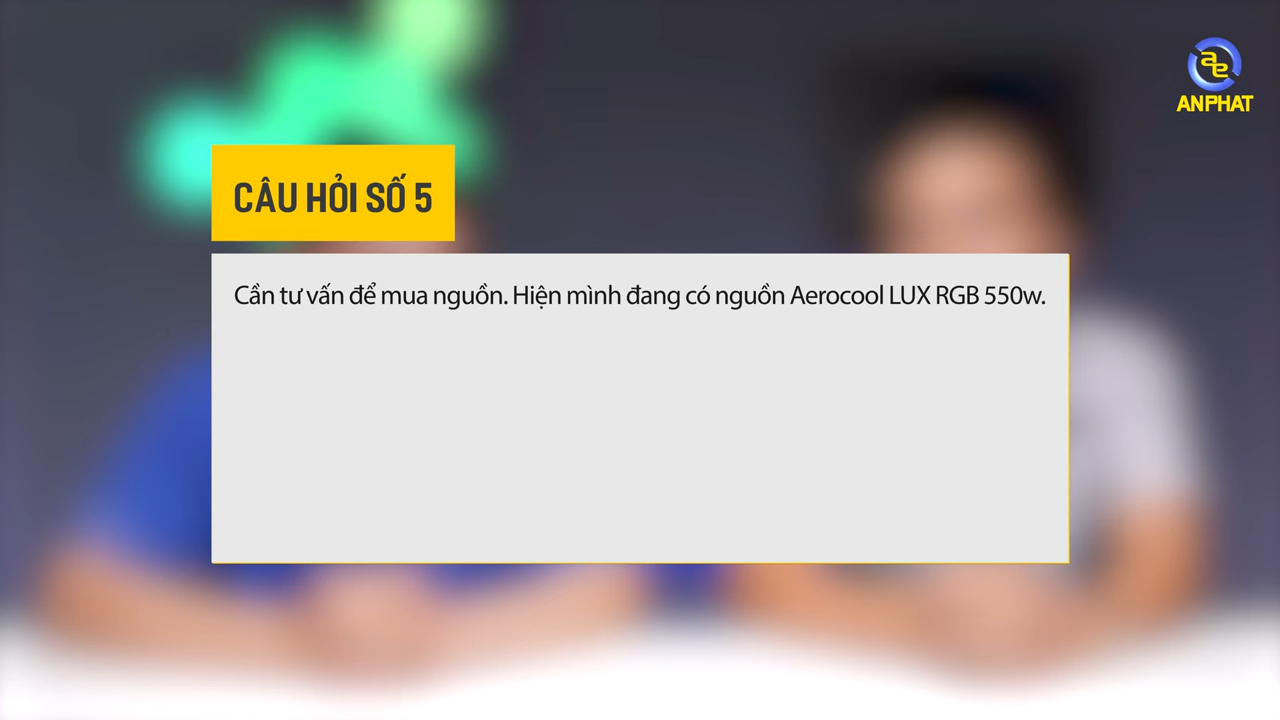 ae
ANPHAT
CÂU HỎI SỐ 5
Cần tư vấn để mua nguồn. Hiện mình đang có nguồn Aerocool LUX RGB 550w.